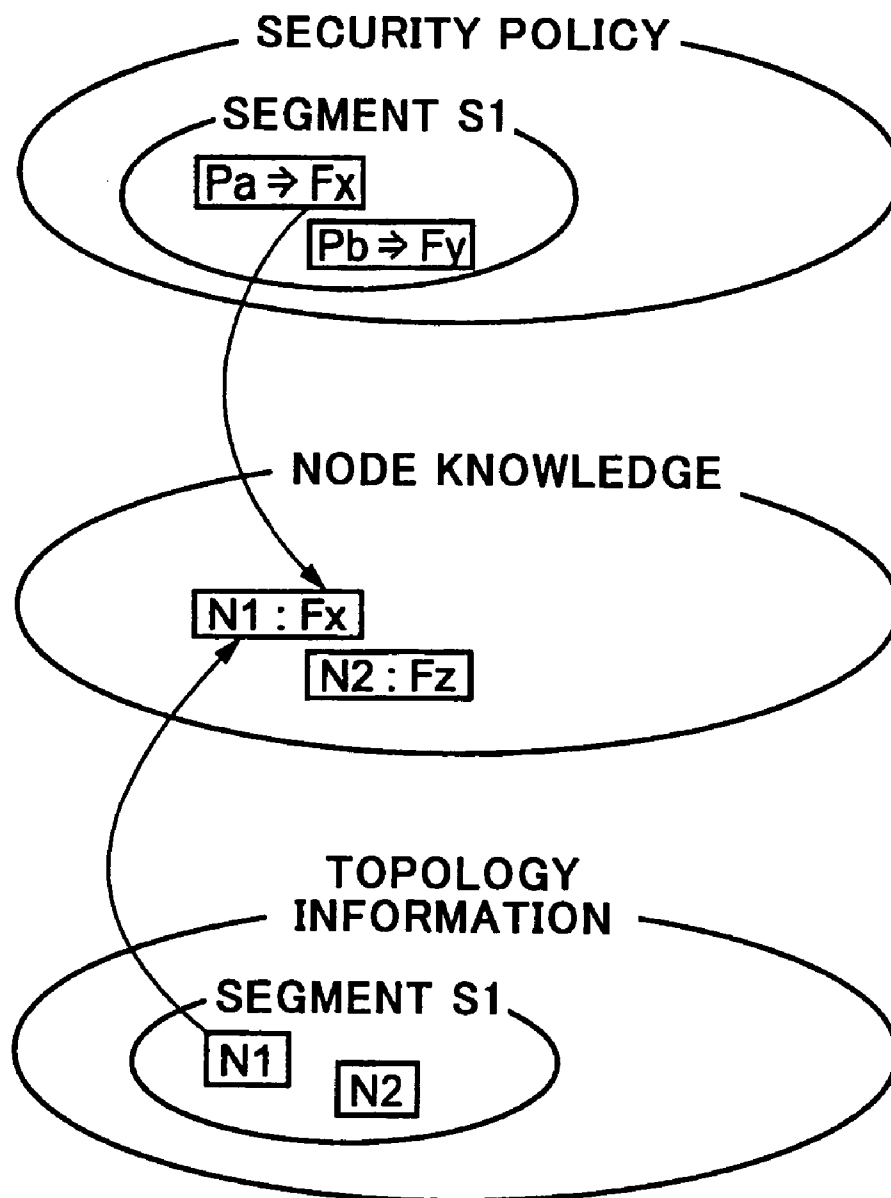 SECURITY POLICY
SEGMENT S1
Pa ⇒ Fx
Pb ⇒ Fy
NODE KNOWLEDGE
N1 : Fx
N2 : Fz
TOPOLOGY
INFORMATION
SEGMENT S1
N1
N2